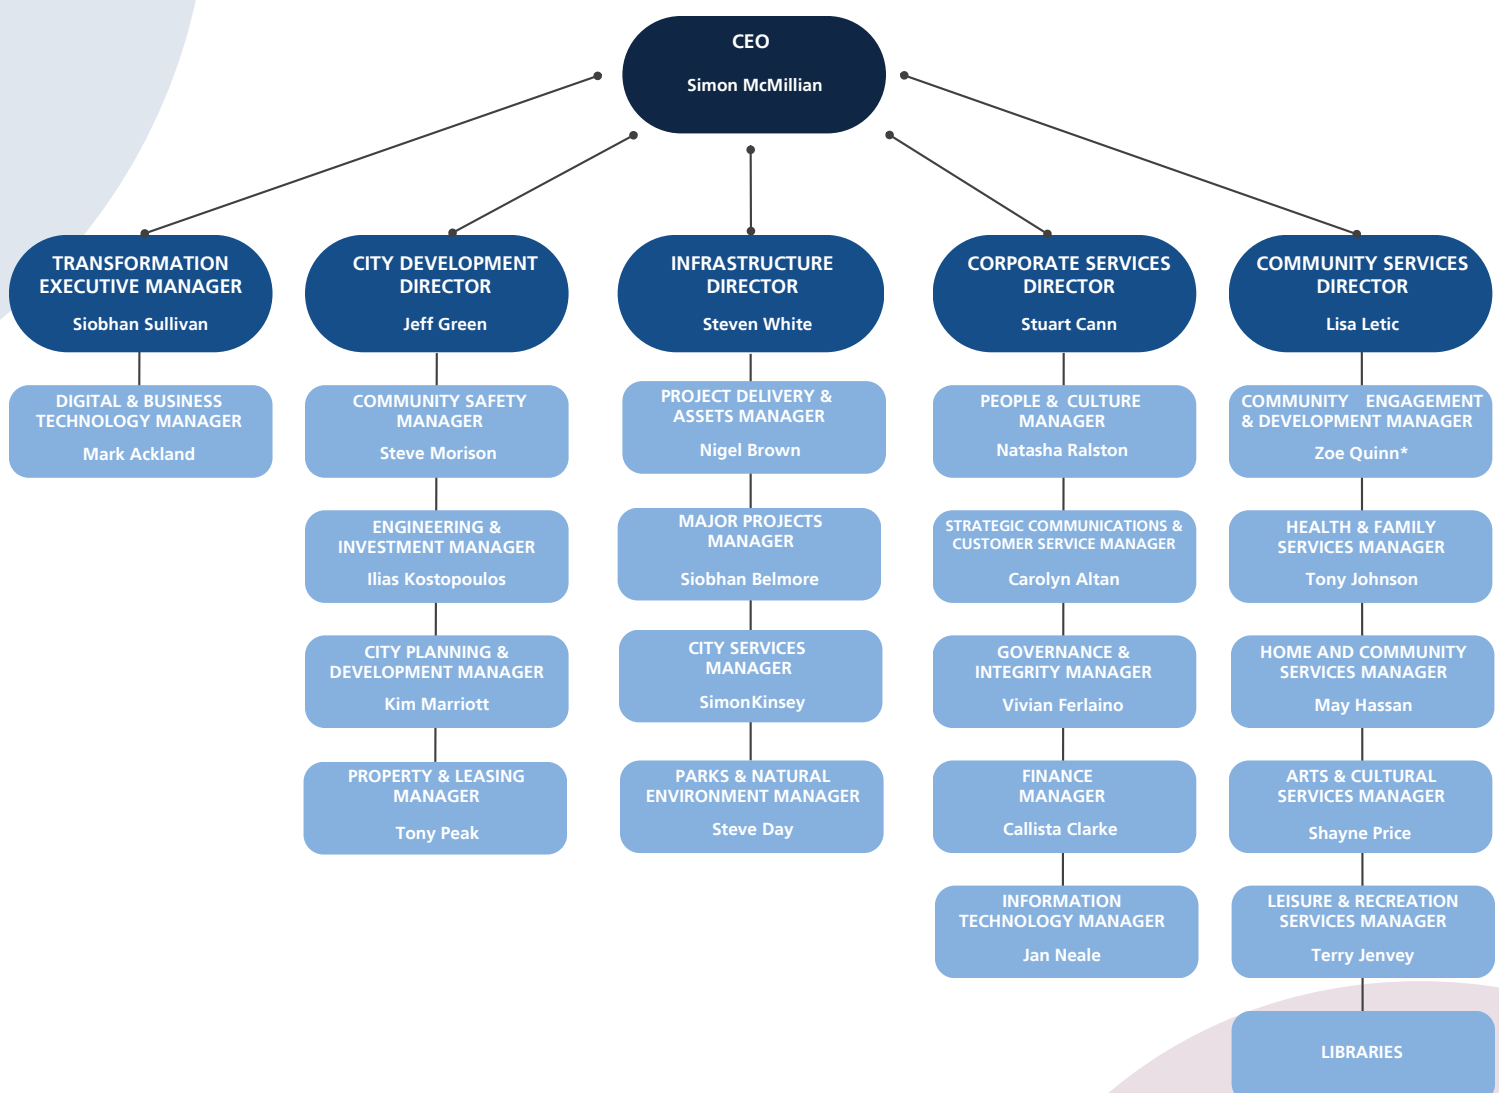 CEO
Simon McMillian
TRANSFORMATION
EXECUTIVE MANAGER
Siobhan Sullivan
CITY DEVELOPMENT
DIRECTOR
Jeff Green
INFRASTRUCTURE
DIRECTOR
Steven White
CORPORATE SERVICES
DIRECTOR
Stuart Cann
COMMUNITY SERVICES
DIRECTOR
Lisa Letic
DIGITAL & BUSINESS
TECHNOLOGY MANAGER
Mark Ackland
COMMUNITY SAFETY
MANAGER
Steve Morison
ENGINEERING &
INVESTMENT MANAGER
Ilias Kostopoulos
CITY PLANNING &
DEVELOPMENT MANAGER
Kim Marriott
PROPERTY & LEASING
MANAGER
Tony Peak
PROJECT DELIVERY &
ASSETS MANAGER
Nigel Brown
MAJOR PROJECTS
MANAGER
Siobhan Belmore
CITY SERVICES
MANAGER
SimonKinsey
PARKS & NATURAL
ENVIRONMENT MANAGER
Steve Day
PEOPLE & CULTURE
MANAGER
Natasha Ralston
STRATEGIC COMMUNICATIONS &
CUSTOMER SERVICE MANAGER
Carolyn Altan
GOVERNANCE &
INTEGRITY MANAGER
Vivian Ferlaino
FINANCE
MANAGER
Callista Clarke
INFORMATION
TECHNOLOGY MANAGER
Jan Neale
COMMUNITY ENGAGEMENT
& DEVELOPMENT MANAGER
Zoe Quinn*
HEALTH & FAMILY
SERVICES MANAGER
Tony Johnson
HOME AND COMMUNITY
SERVICES MANAGER
May Hassan
ARTS & CULTURAL
SERVICES MANAGER
Shayne Price
LEISURE & RECREATION
SERVICES MANAGER
Terry Jenvey
LIBRARIES